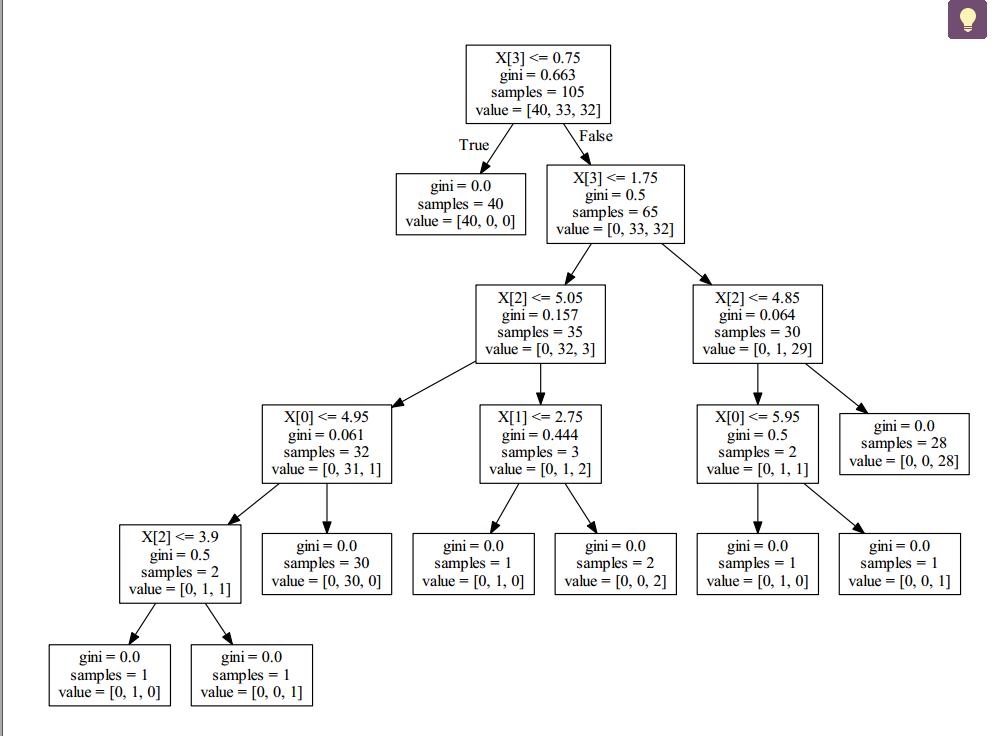 X[3] <= 0.75
gini = 0.663
samples = 105
value = [40, 33, 32]
True
False
gini = 0.0
samples = 40
value = [40, 0, 0]
X[3] <= 1.75
gini = 0.5
samples = 65
value = [0, 33, 32]
X[2] <= 5.05
gini = 0.157
samples = 35
value = [0, 32, 3]
X[2] <= 4.85
gini = 0.064
samples = 30
value = [0, 1, 29]
X[0] <= 4.95
gini = 0.061
samples = 32
value = [0, 31, 1]
X[1] <= 2.75
gini = 0.444
samples = 3
value = [0, 1, 2]
X[0] <= 5.95
gini = 0.5
samples = 2
value = [0, 1, 1]
gini = 0.0
samples = 28
value = [0, 0, 28]
X[2] <= 3.9
gini = 0.5
samples = 2
value = [0, 1, 1]
gini = 0.0
samples = 30
value = [0, 30, 0]
gini = 0.0
samples = 1
value = [0, 1, 0]
gini = 0.0
samples = 2
value = [0, 0, 2]
gini = 0.0
samples = 1
value = [0, 1, 0]
gini = 0.0
samples = 1
value = [0, 0, 1]
gini = 0.0
samples = 1
value = [0, 1, 0]
gini = 0.0
samples = 1
value = [0, 0, 1]